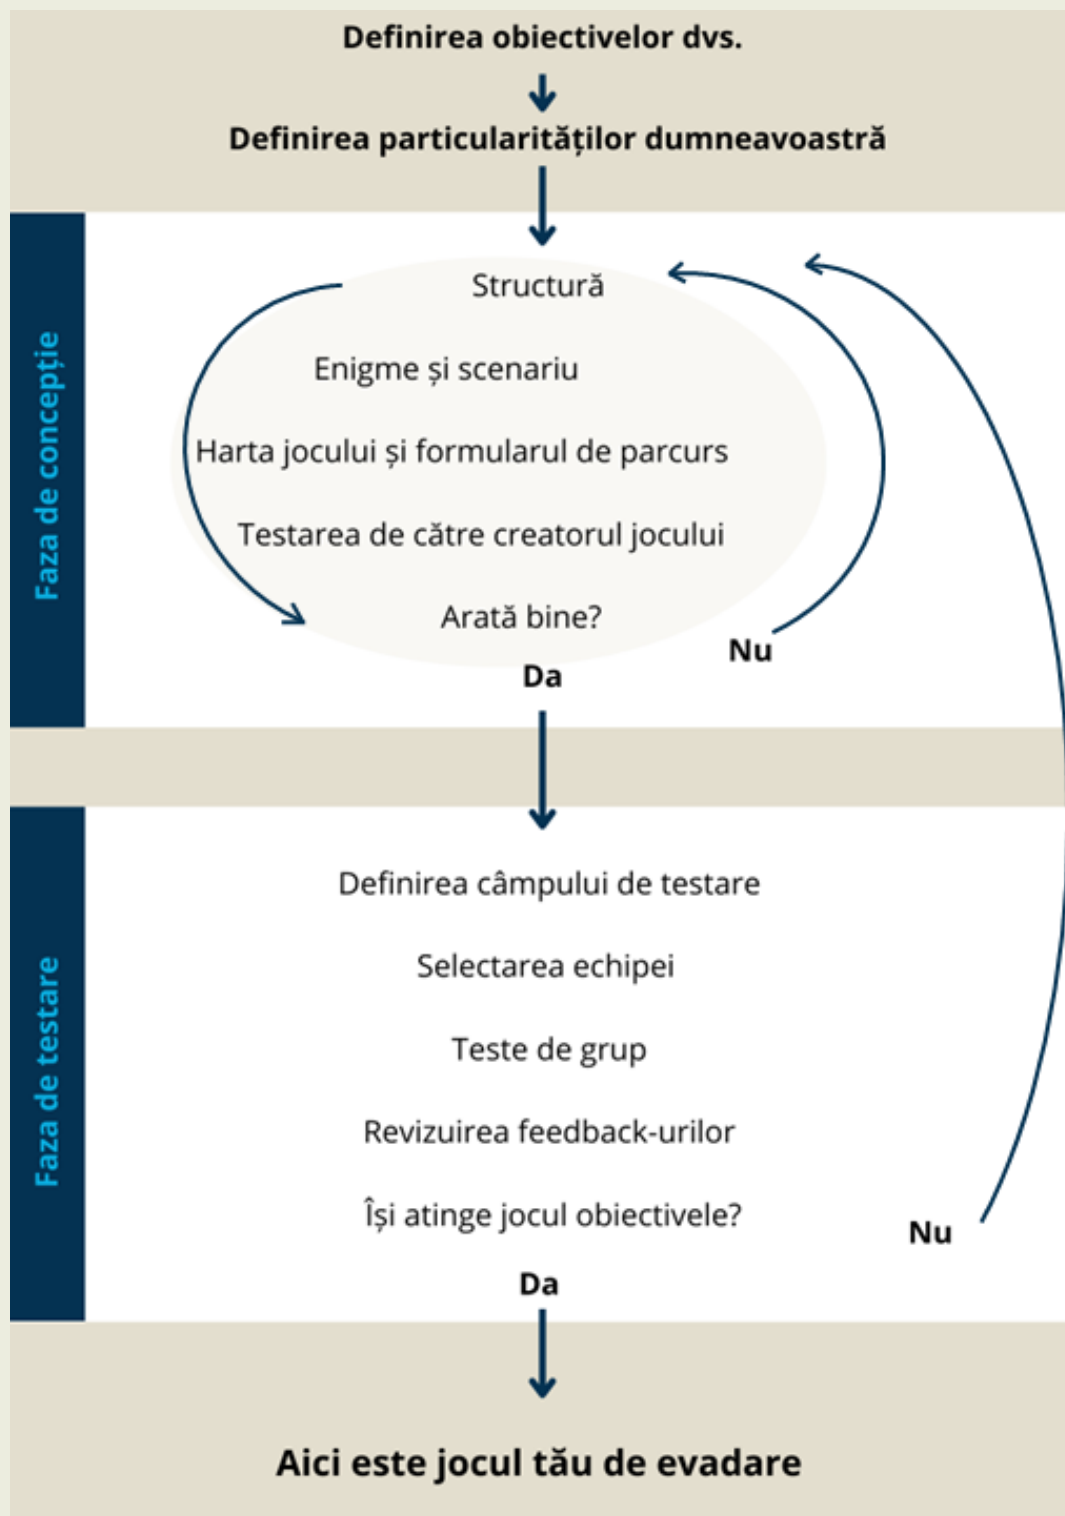 Definirea obiectivelor dvs.
Definirea particularităților dumneavoastră
Faza de concepție
Structură
Enigme și scenariu
Harta jocului și formularul de parcurs
Testarea de către creatorul jocului
Arată bine?
Nu
Da
Faza de testare
Definirea câmpului de testare
Selectarea echipei
Teste de grup
Revizuirea feedback-urilor
Își atinge jocul obiectivele?
Nu
Da
Aici este jocul tău de evadare